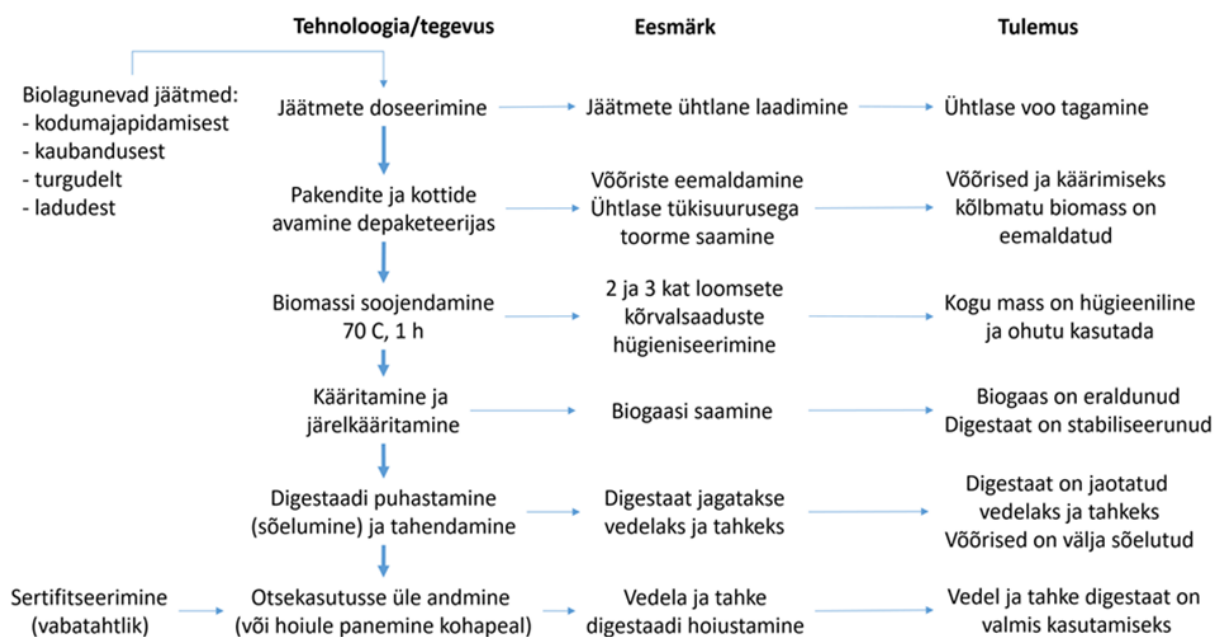 Tehnoloogia/tegevus
Eesmärk
Tulemus
Biolagunevad jäätmed:
- kodumajapidamisest
- kaubandusest
- turgudelt
- ladudest
Jäätmete doseerimine
Jäätmete ühtlane laadimine
Ühtlase voo tagamine
Pakendite ja kottide
avamine depaketeerijas
Võõriste eemaldamine
Ühtlase tükisuurusega
toorme saamine
Võõrised ja käärimiseks
kõlbmatu biomass on
eemaldatud
Biomassi soojendamine
70 C, 1 h
2 ja 3 kat loomsete
kõrvalsaaduste
hügieniseerimine
Kogu mass on hügieeniline
ja ohutu kasutada
Kääritamine ja
järelkääritamine
Biogaasi saamine
Biogaas on eraldunud
Digestaat on stabiliseerunud
Digestaadi puhastamine
(sõelumine) ja tahendamine
Digestaat jagatakse
vedelaks ja tahkeks
Digestaat on jaotatud
vedelaks ja tahkeks
Võõrised on välja sõelutud
Sertifitseerimine
(vabatahtlik)
Otsekasutusse üle andmine
(või hoiule panemine kohapeal)
Vedela ja tahke
digestaadi hoiustamine
Vedel ja tahke digestaat on
valmis kasutamiseks